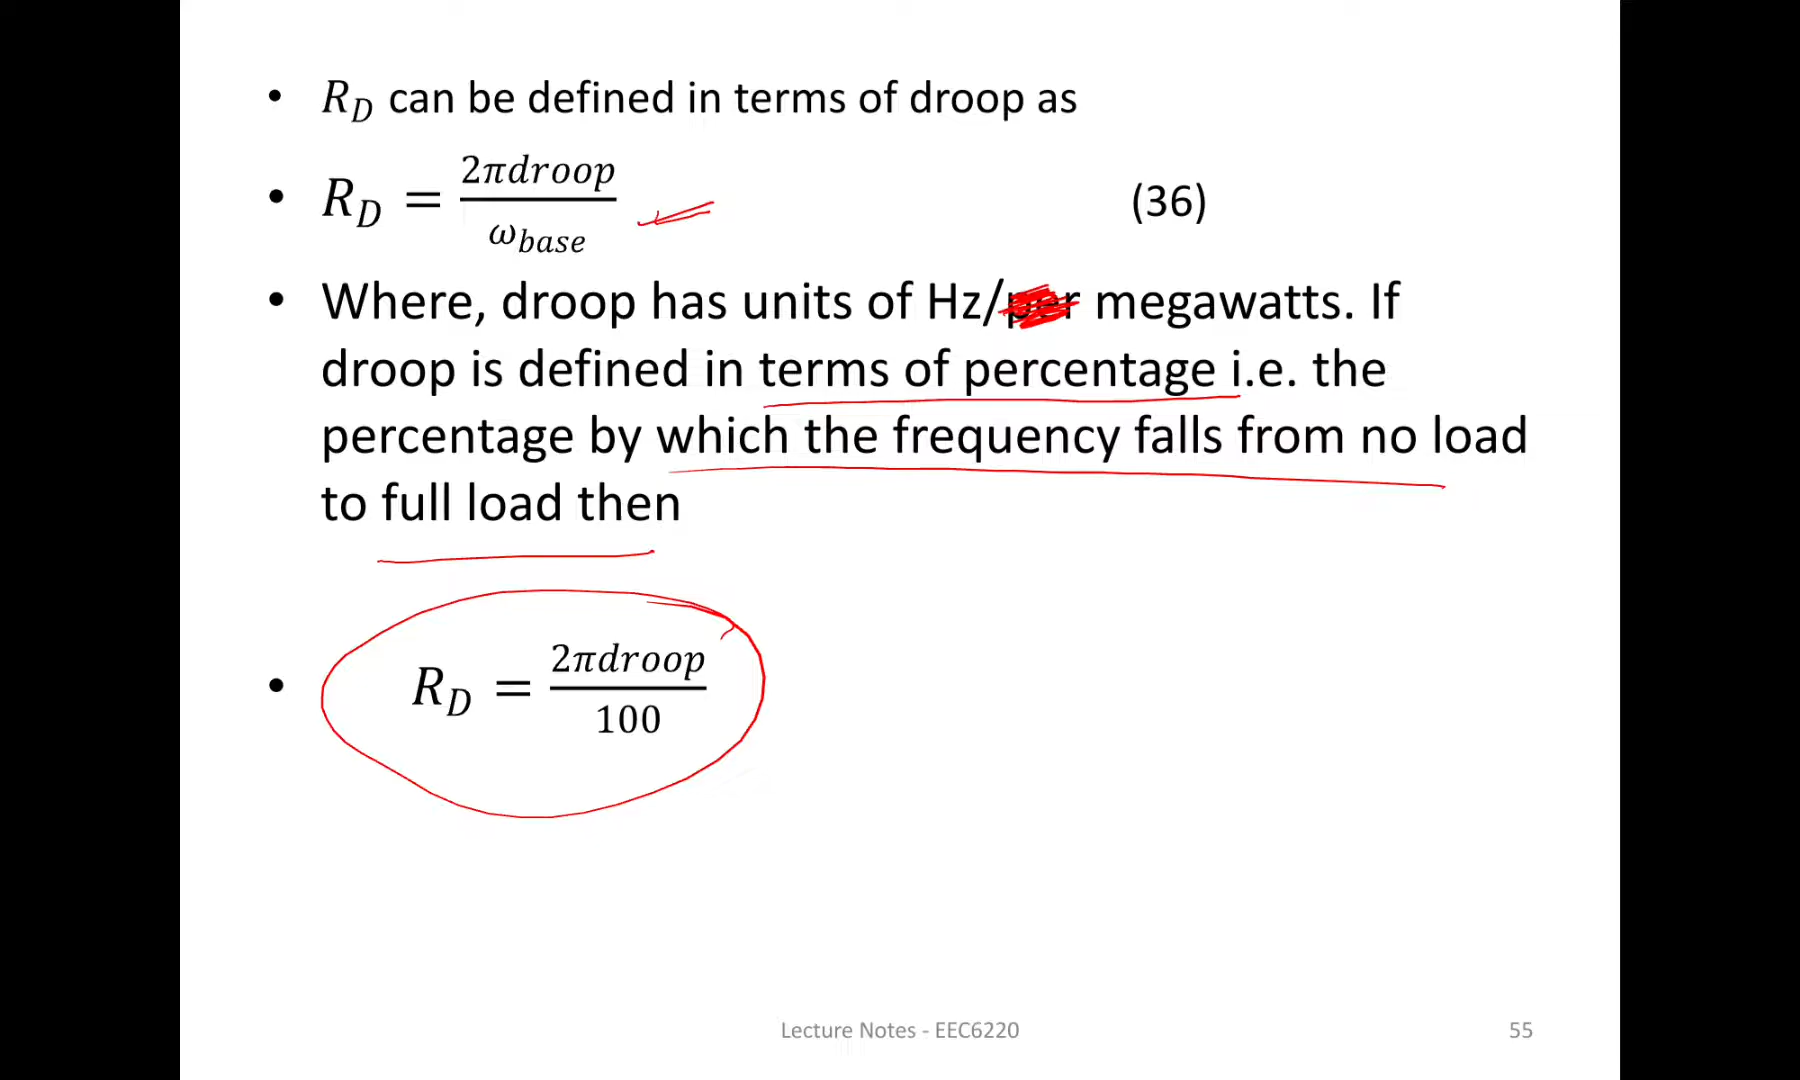 • R_D can be defined in terms of droop as
• R_D = 2πdroop / ω_base (36)
• Where, droop has units of Hz/ megawatts. If
droop is defined in terms of percentage i.e. the
percentage by which the frequency falls from no load
to full load then
• R_D = 2πdroop / 100
Lecture Notes - EEC6220 55